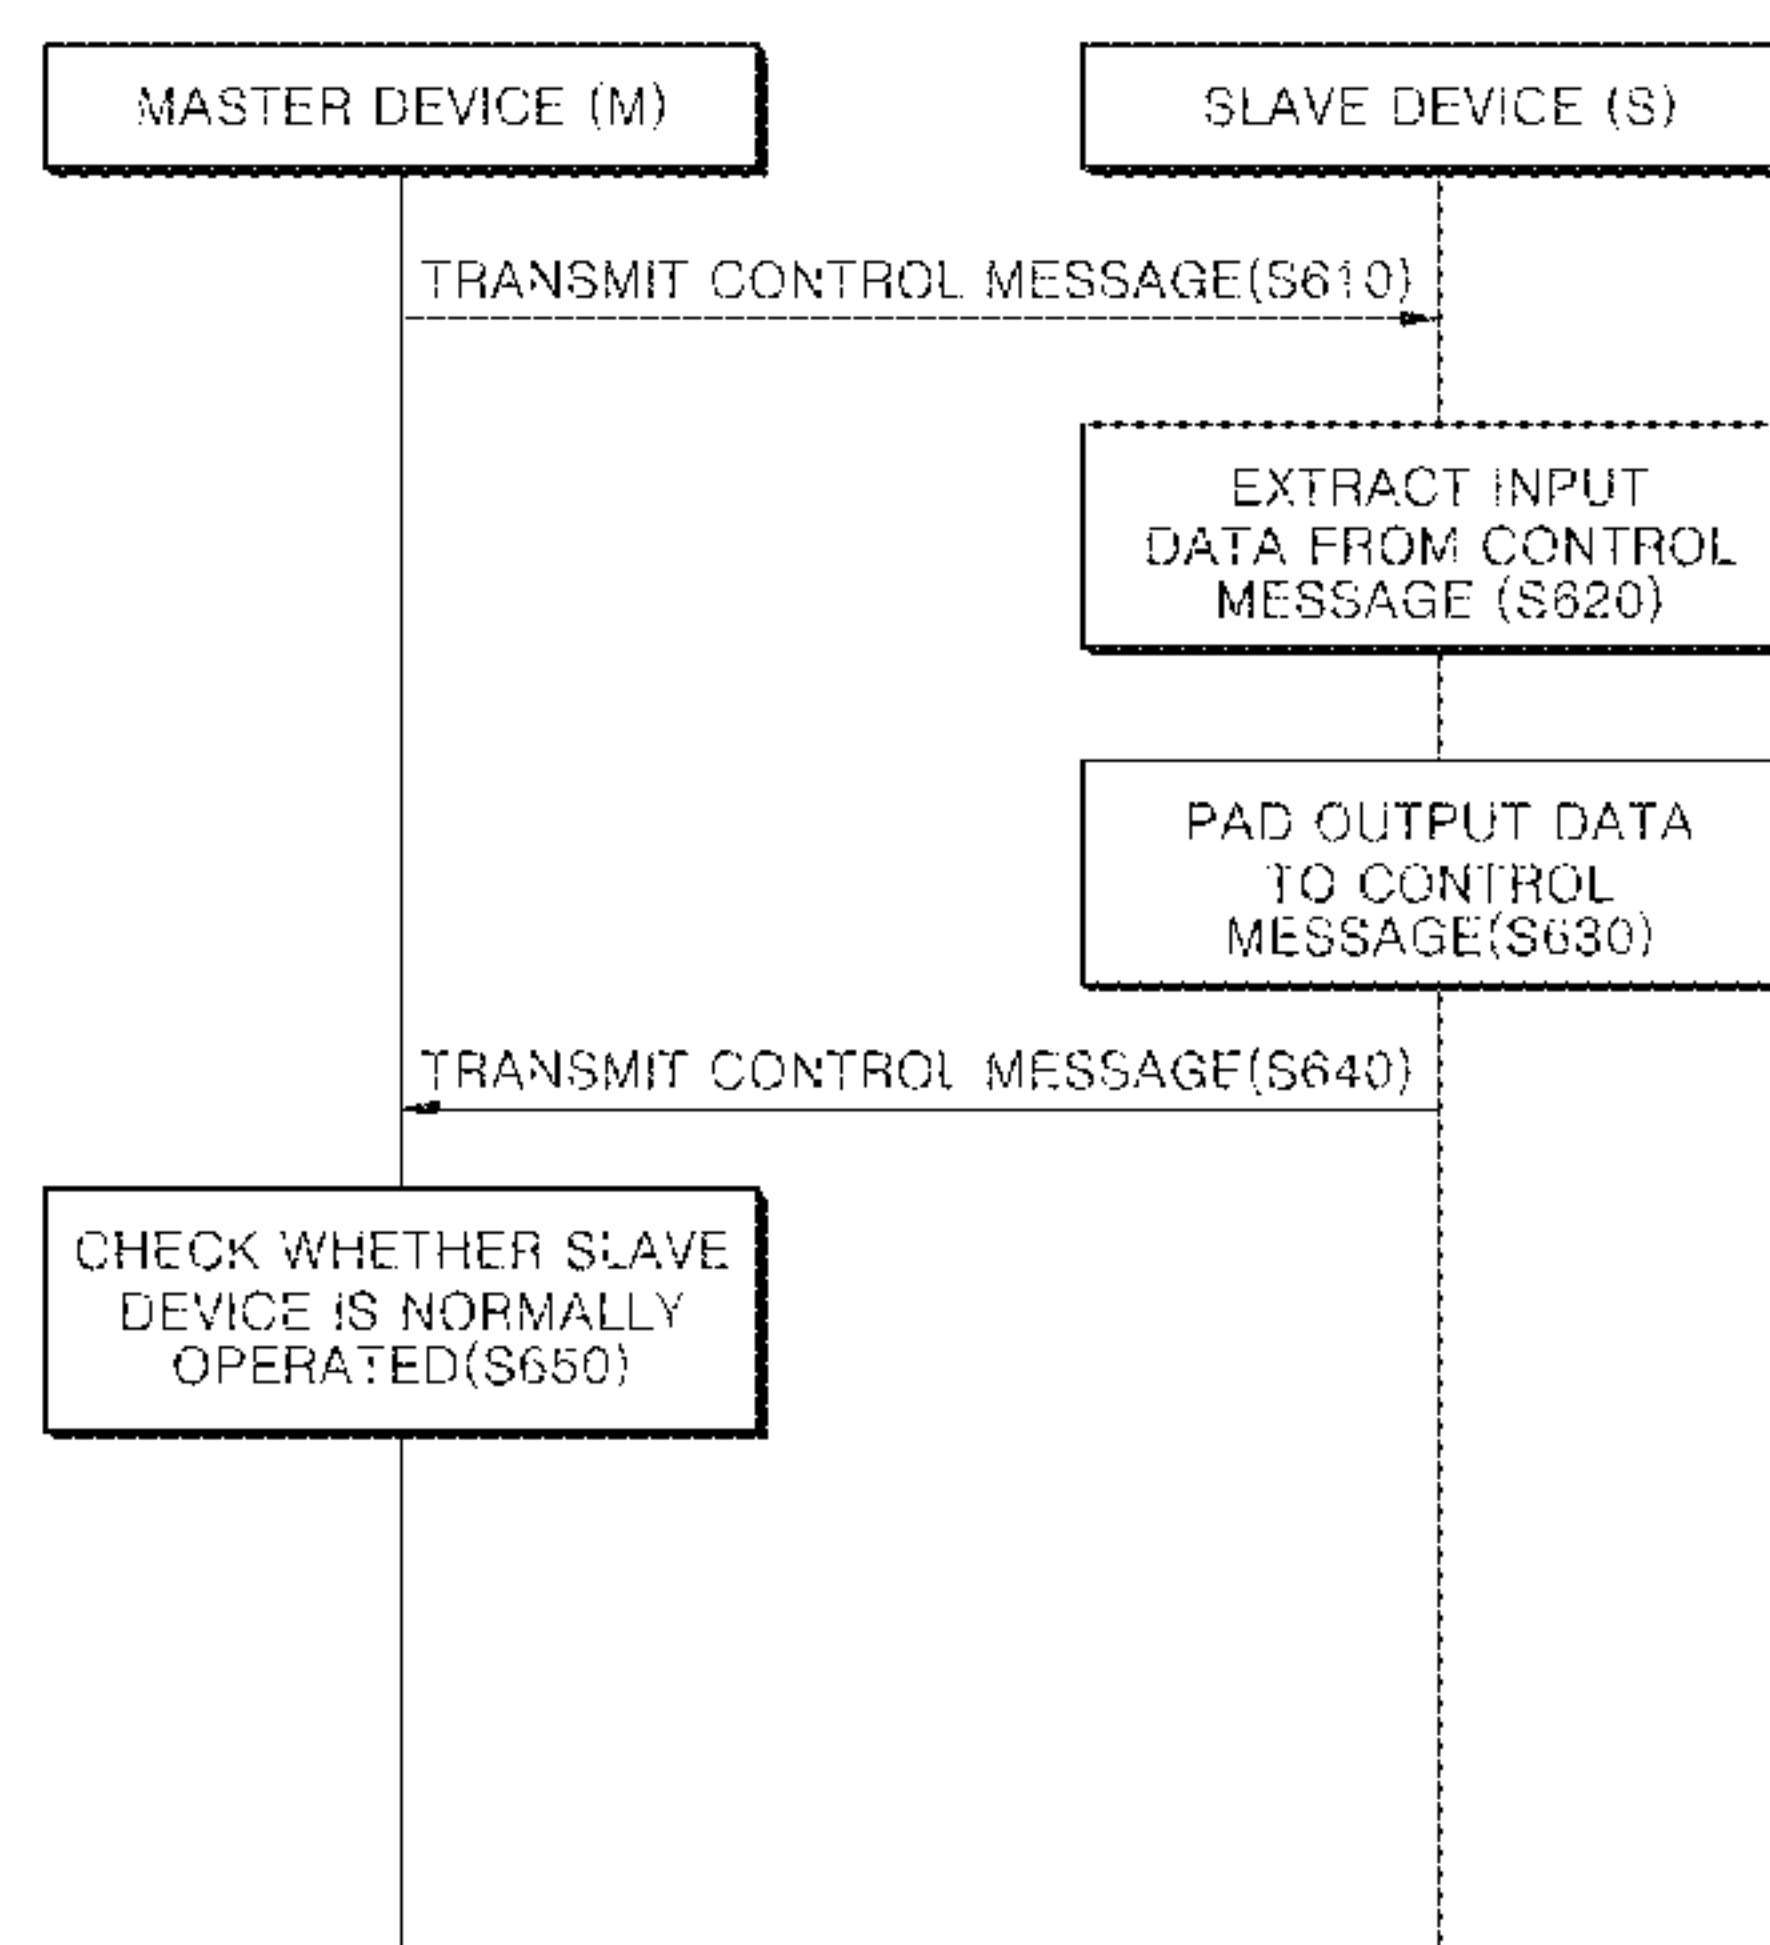 MASTER DEVICE (M)
SLAVE DEVICE (S)
TRANSMIT CONTROL MESSAGE(S610)
EXTRACT INPUT
DATA FROM CONTROL
MESSAGE (S620)
PAD OUTPUT DATA
TO CONTROL
MESSAGE(S630)
TRANSMIT CONTROL MESSAGE(S640)
CHECK WHETHER SLAVE
DEVICE IS NORMALLY
OPERATED(S650)